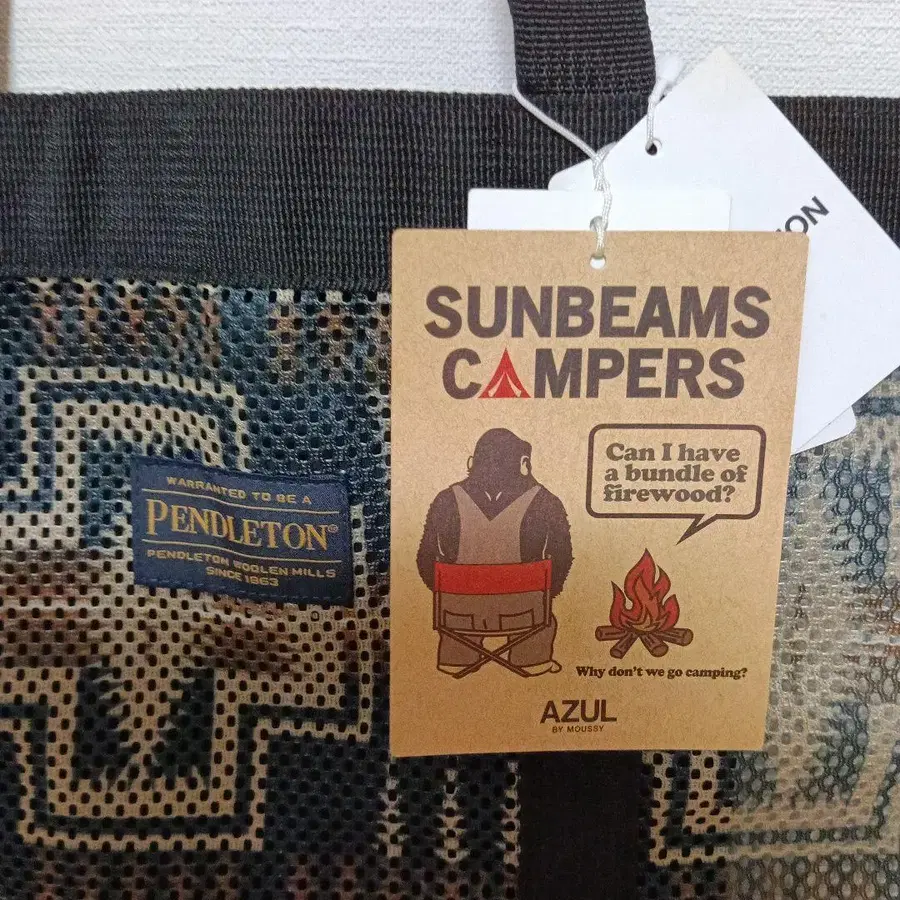 WARRANTED TO BE A
PENDLETON®
PENDLETON WOOLEN MILLS
SINCE 1863
SUNBEAMS
CAMPERS
Can I have
a bundle of
firewood?
Why don't we go camping?
AZUL
BY MOUSSY